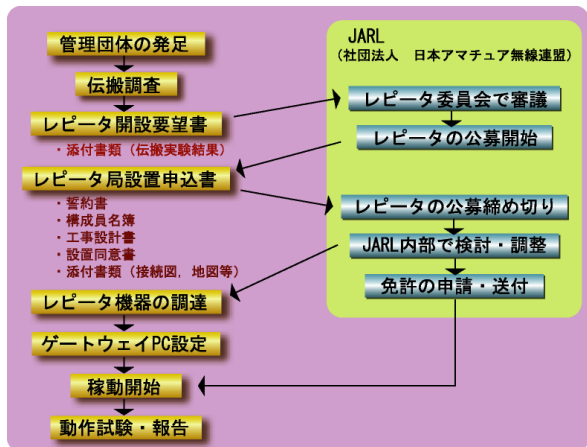 管理団体の発足
伝搬調査
レピータ開設要望書
・添付書類（伝搬実験結果）
レピータ局設置申込書
・誓約書
・構成員名簿
・工事設計書
・設置同意書
・添付書類（接続図，地図等）
レピータ機器の調達
ゲートウェイPC設定
稼動開始
動作試験・報告
JARL
（社団法人　日本アマチュア無線連盟）
レピータ委員会で審議
レピータの公募開始
レピータの公募締め切り
JARL内部で検討・調整
免許の申請・送付